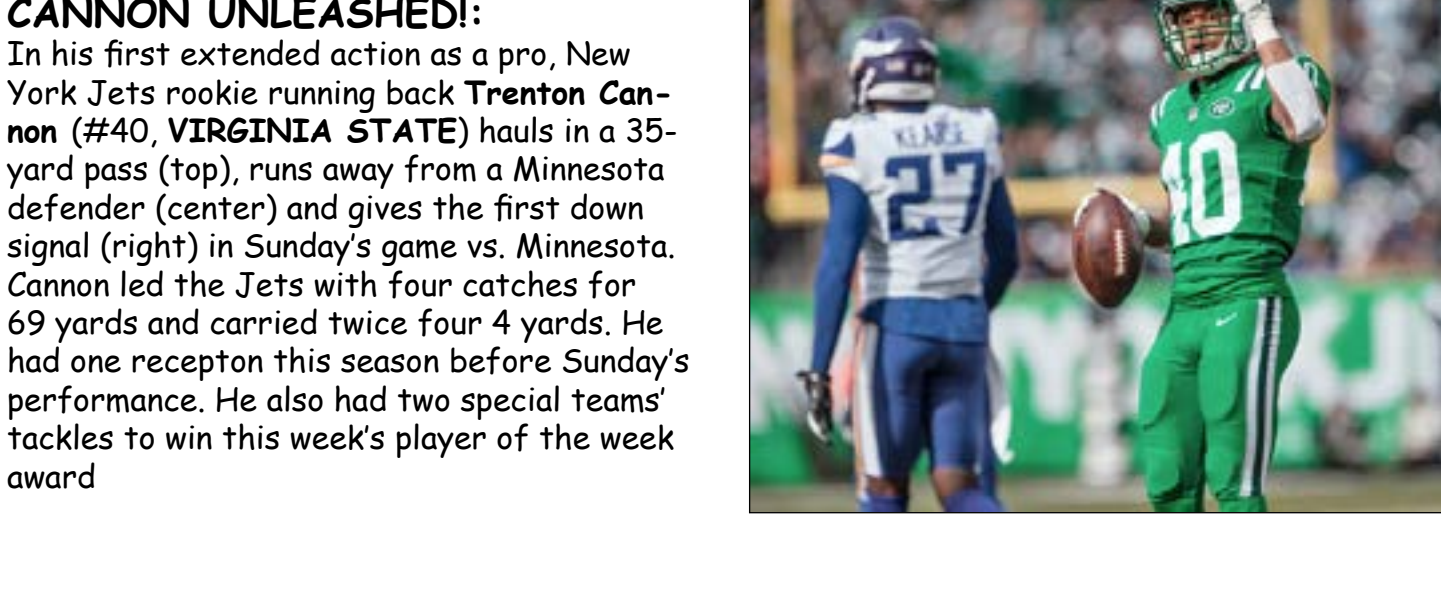 CANNON UNLEASHED!:
In his first extended action as a pro, New
York Jets rookie running back Trenton Can-
non (#40, VIRGINIA STATE) hauls in a 35-
yard pass (top), runs away from a Minnesota
defender (center) and gives the first down
signal (right) in Sunday's game vs. Minnesota.
Cannon led the Jets with four catches for
69 yards and carried twice four 4 yards. He
had one recepton this season before Sunday's
performance. He also had two special teams'
tackles to win this week's player of the week
award
KEARSE
27
40